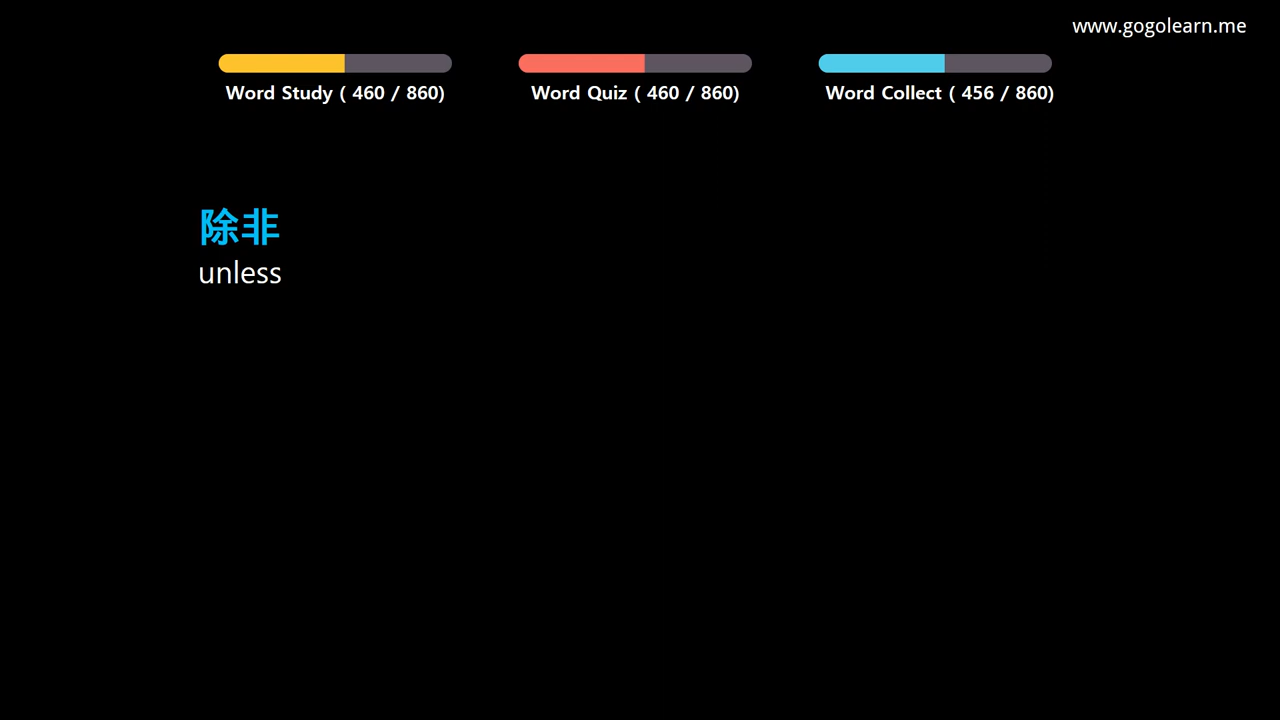 www.gogolearn.me
Word Study ( 460 / 860)
Word Quiz ( 460 / 860)
Word Collect ( 456 / 860)
除非
unless